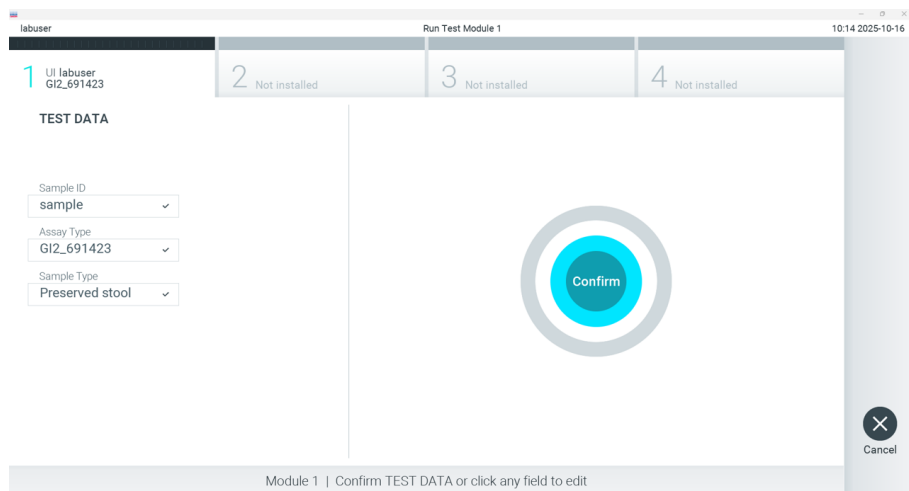 labuser Run Test Module 1 10:14 2025-10-16
1 UI labuser
GI2_691423
2 Not installed
3 Not installed
4 Not installed
TEST DATA
Sample ID
sample
Assay Type
GI2_691423
Sample Type
Preserved stool
Confirm
Cancel
Module 1 | Confirm TEST DATA or click any field to edit